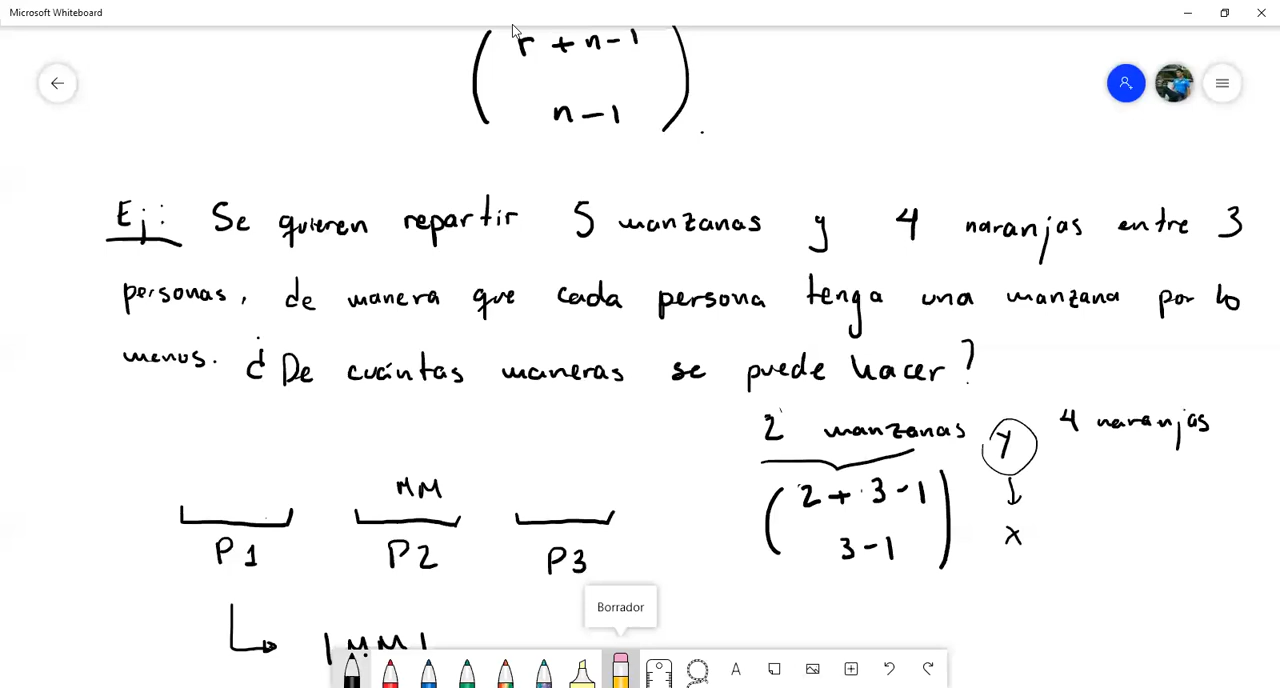 Microsoft Whiteboard
r + n - 1
n - 1 .
Ej: Se quieren repartir 5 manzanas y 4 naranjas entre 3
personas, de manera que cada persona tenga una manzana por lo
menos. ¿De cuántas maneras se puede hacer?
2 manzanas y 4 naranjas
MM
2 + 3 - 1
3 - 1
x
P1 P2 P3
Borrador
| M M |
A